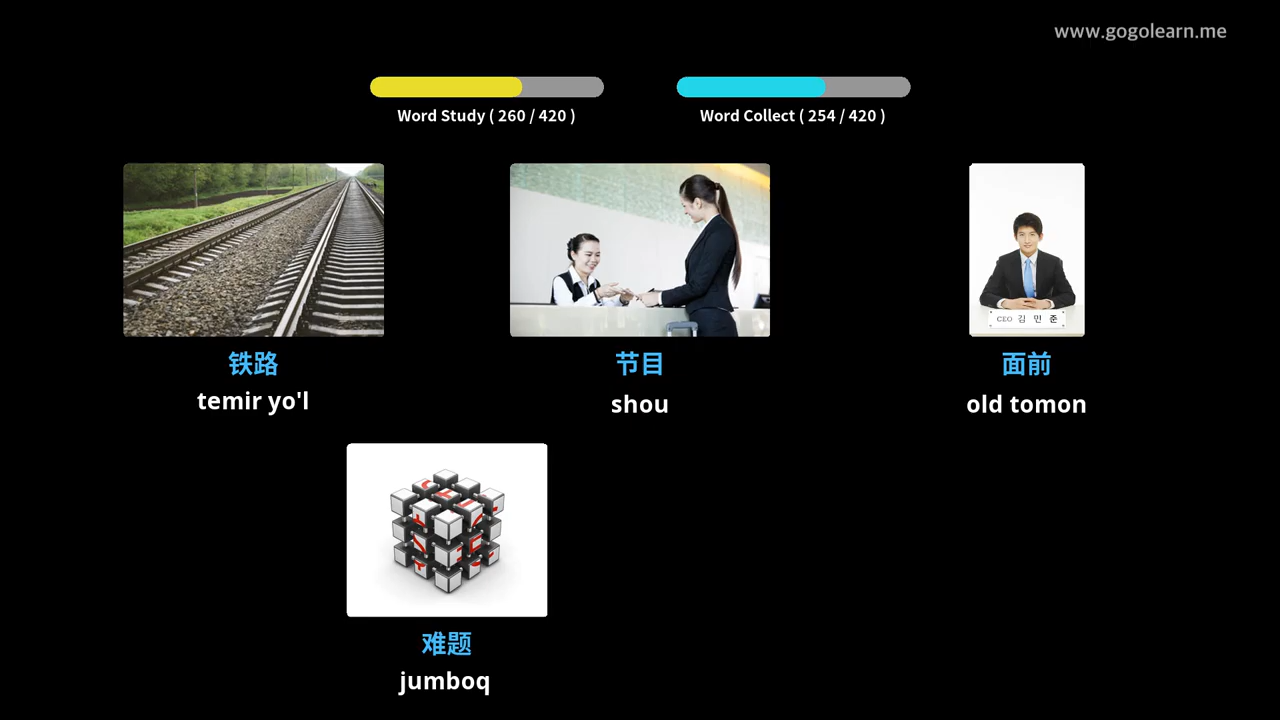 www.gogolearn.me
Word Study ( 260 / 420 )
Word Collect ( 254 / 420 )
CEO 김 민 준
铁路
temir yo'l
节目
shou
面前
old tomon
难题
jumboq